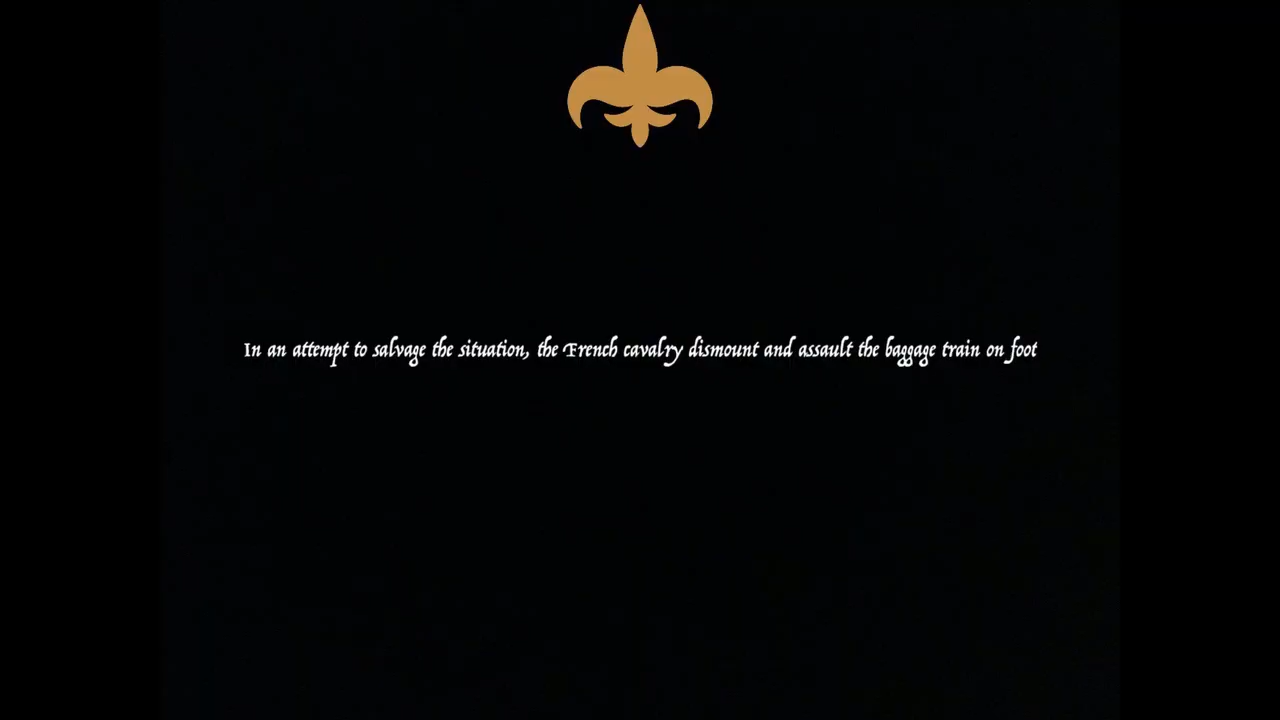 In an attempt to salvage the situation, the French cavalry dismount and assault the baggage train on foot